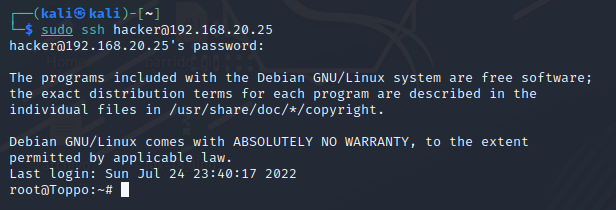 ┌──(kali㉿kali)-[~]
└─$ sudo ssh hacker@192.168.20.25
hacker@192.168.20.25's password:
The programs included with the Debian GNU/Linux system are free software;
the exact distribution terms for each program are described in the
individual files in /usr/share/doc/*/copyright.
Debian GNU/Linux comes with ABSOLUTELY NO WARRANTY, to the extent
permitted by applicable law.
Last login: Sun Jul 24 23:40:17 2022
root@Toppo:~#